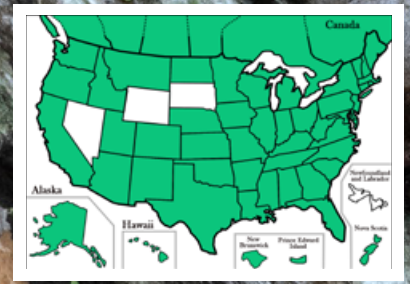 Canada
Newfoundland
and Labrador
Alaska
Hawaii
New
Brunswick
Prince Edward
Island
Nova Scotia